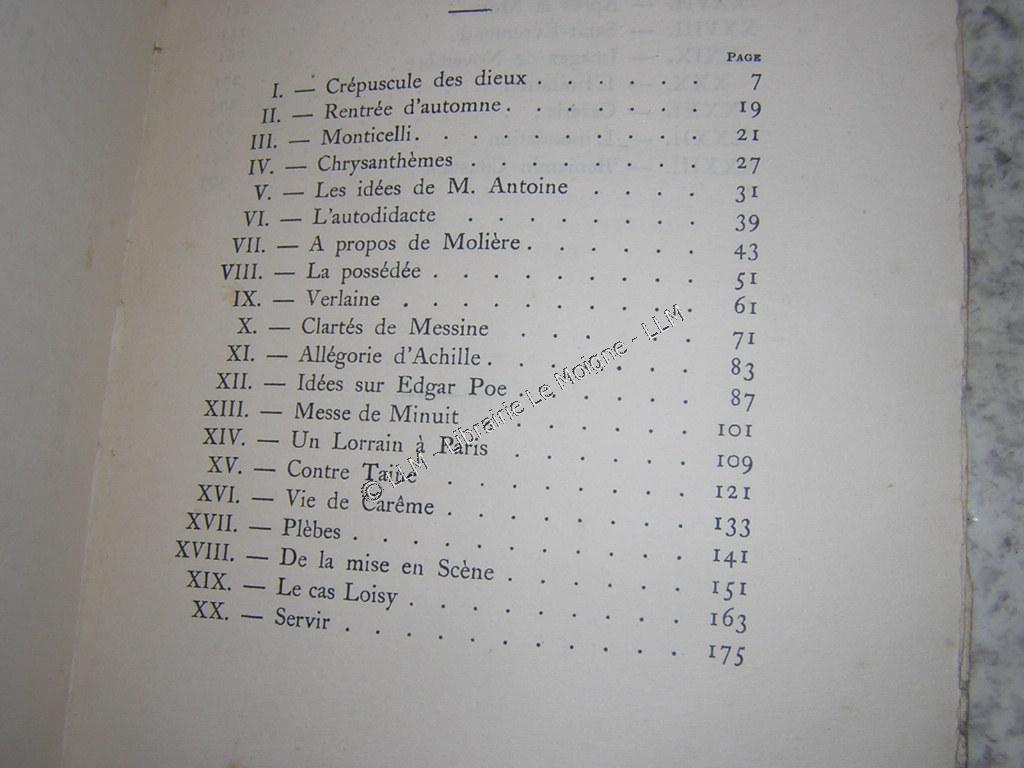 PAGE
I. — Crépuscule des dieux . . . . . . 7
II. — Rentrée d'automne . . . . . . . 19
III. — Monticelli . . . . . . . . . 21
IV. — Chrysanthèmes . . . . . . . . 27
V. — Les idées de M. Antoine . . . . 31
VI. — L'autodidacte . . . . . . . . 39
VII. — A propos de Molière . . . . . . 43
VIII. — La possédée . . . . . . . . . 51
IX. — Verlaine . . . . . . . . . . 61
X. — Clartés de Messine . . . . . . 71
XI. — Allégorie d'Achille . . . . . . . 83
XII. — Idées sur Edgar Poe . . . . . . 87
XIII. — Messe de Minuit . . . . . . . 101
XIV. — Un Lorrain à Paris . . . . . . 109
XV. — Contre Taine . . . . . . . . 121
XVI. — Vie de Carême . . . . . . . . 133
XVII. — Plèbes . . . . . . . . . . . 141
XVIII. — De la mise en Scène . . . . . . 151
XIX. — Le cas Loisy . . . . . . . . . 163
XX. — Servir . . . . . . . . . . . 175
© LLM - Librairie Le Moigne - LLM